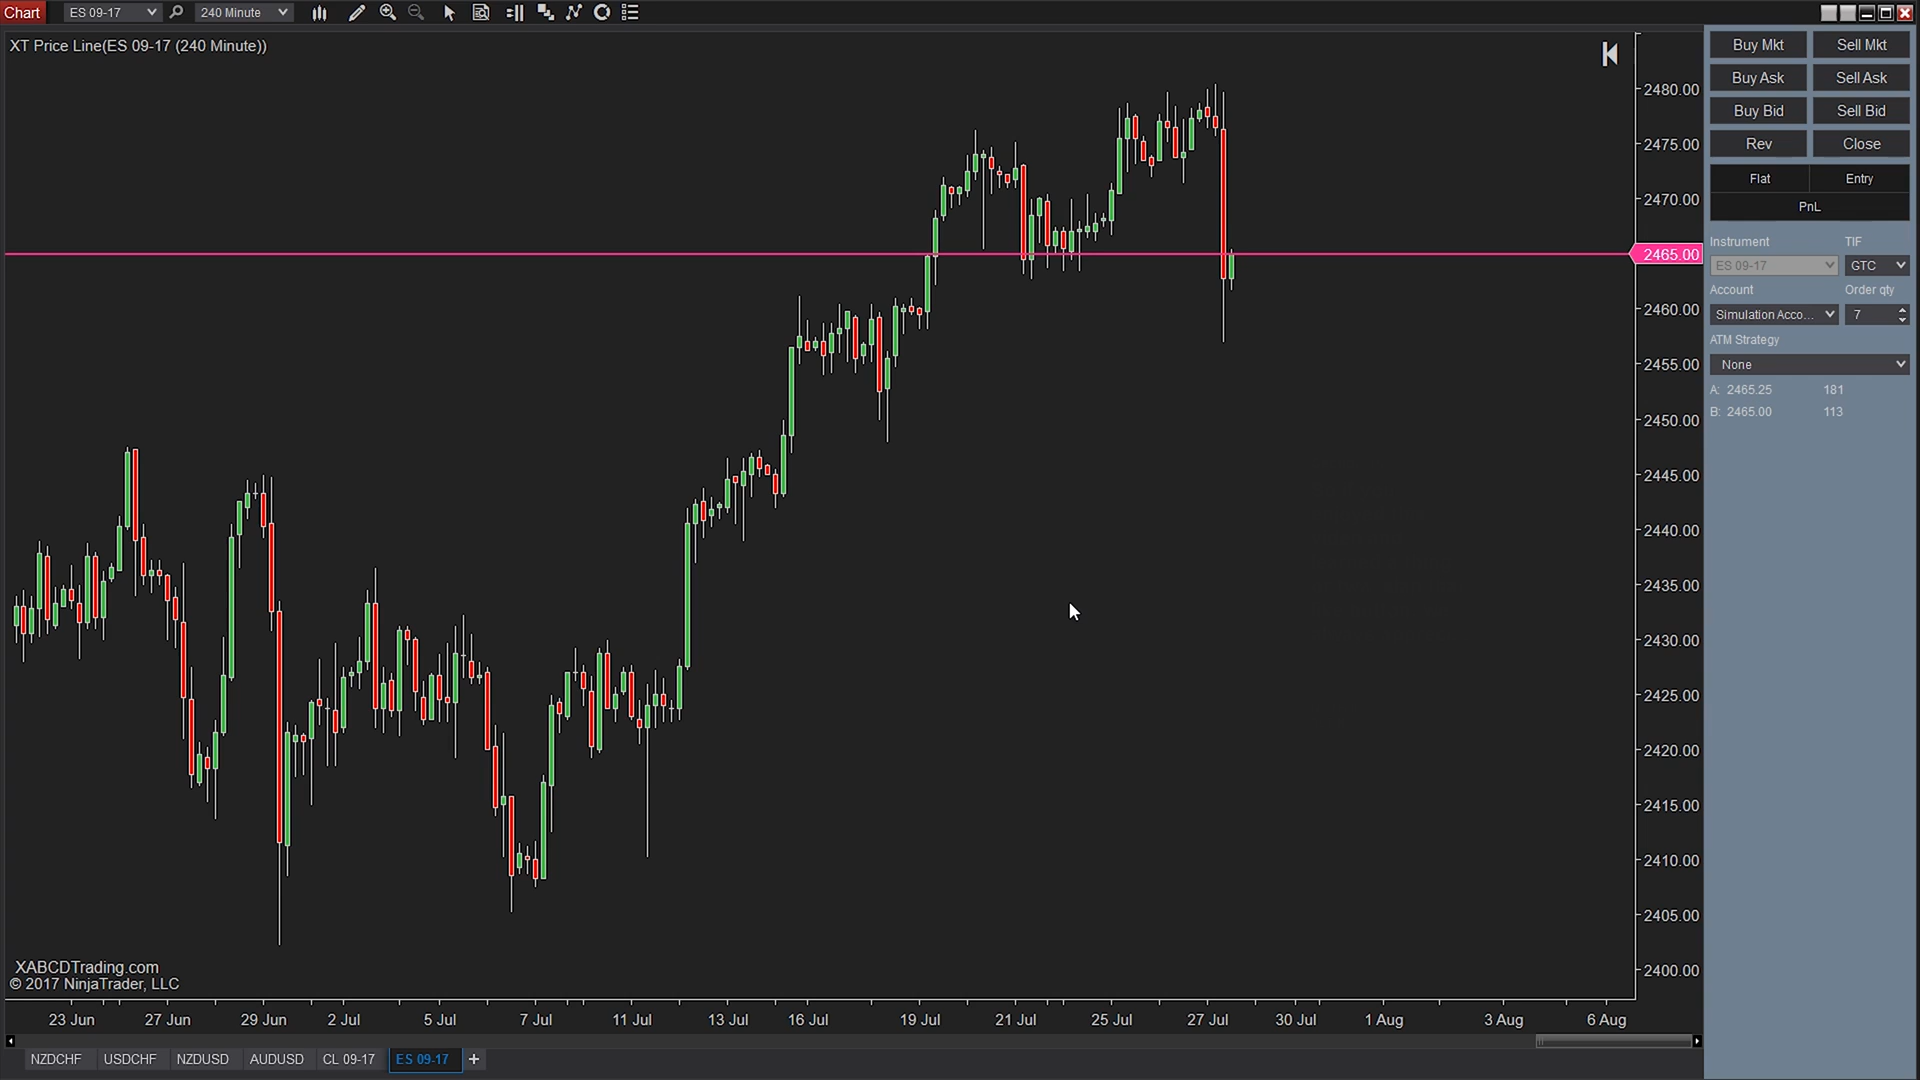 Chart ES 09-17 240 Minute
XT Price Line(ES 09-17 (240 Minute))
Buy Mkt Sell Mkt
Buy Ask Sell Ask
Buy Bid Sell Bid
Rev Close
Flat Entry
PnL
Instrument TIF
ES 09-17 GTC
Account Order qty
Simulation Acco... 7
ATM Strategy
None
A: 2465.25 181
B: 2465.00 113
2480.00
2475.00
2470.00
2465.00
2460.00
2455.00
2450.00
2445.00
2440.00
2435.00
2430.00
2425.00
2420.00
2415.00
2410.00
2405.00
2400.00
XABCDTrading.com
© 2017 NinjaTrader, LLC
23 Jun 27 Jun 29 Jun 2 Jul 5 Jul 7 Jul 11 Jul 13 Jul 16 Jul 19 Jul 21 Jul 25 Jul 27 Jul 30 Jul 1 Aug 3 Aug 6 Aug
NZDCHF USDCHF NZDUSD AUDUSD CL 09-17 ES 09-17 +